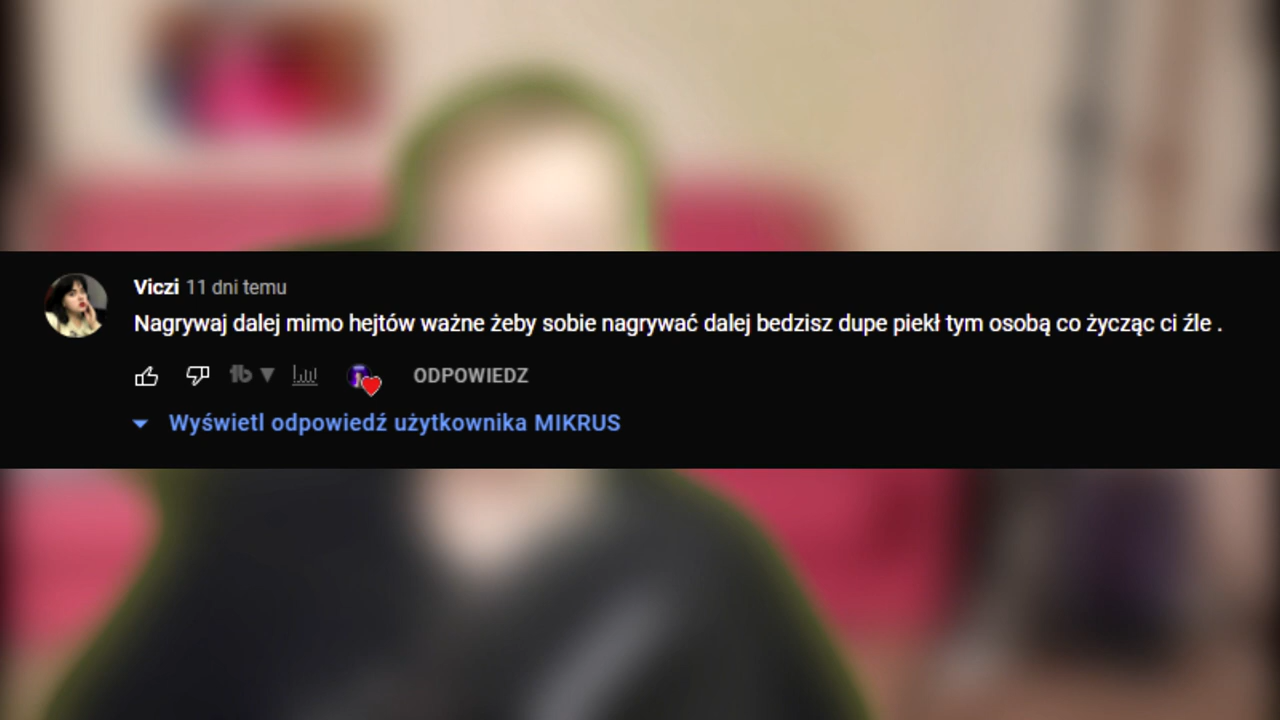 Viczi 11 dni temu
Nagrywaj dalej mimo hejtów ważne żeby sobie nagrywać dalej bedzisz dupe piekł tym osobą co życząc ci źle .
ODPOWIEDZ
Wyświetl odpowiedź użytkownika MIKRUS